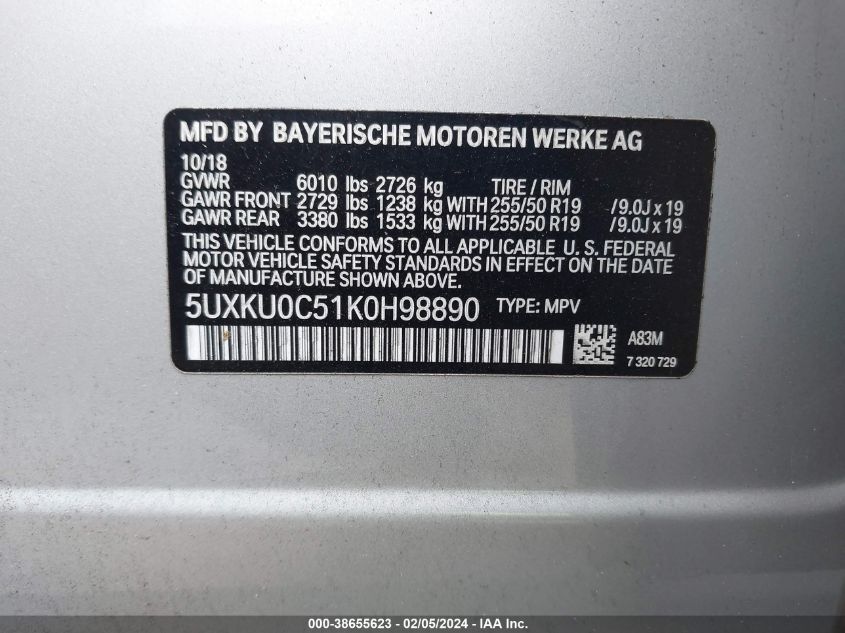 MFD BY BAYERISCHE MOTOREN WERKE AG
10/18
GVWR 6010 lbs 2726 kg TIRE / RIM
GAWR FRONT 2729 lbs 1238 kg WITH 255/50 R19 /9.0J x 19
GAWR REAR 3380 lbs 1533 kg WITH 255/50 R19 /9.0J x 19
THIS VEHICLE CONFORMS TO ALL APPLICABLE U. S. FEDERAL
MOTOR VEHICLE SAFETY STANDARDS IN EFFECT ON THE DATE
OF MANUFACTURE SHOWN ABOVE.
5UXKU0C51K0H98890 TYPE: MPV
A83M
7 320 729
000-38655623 - 02/05/2024 - IAA Inc.